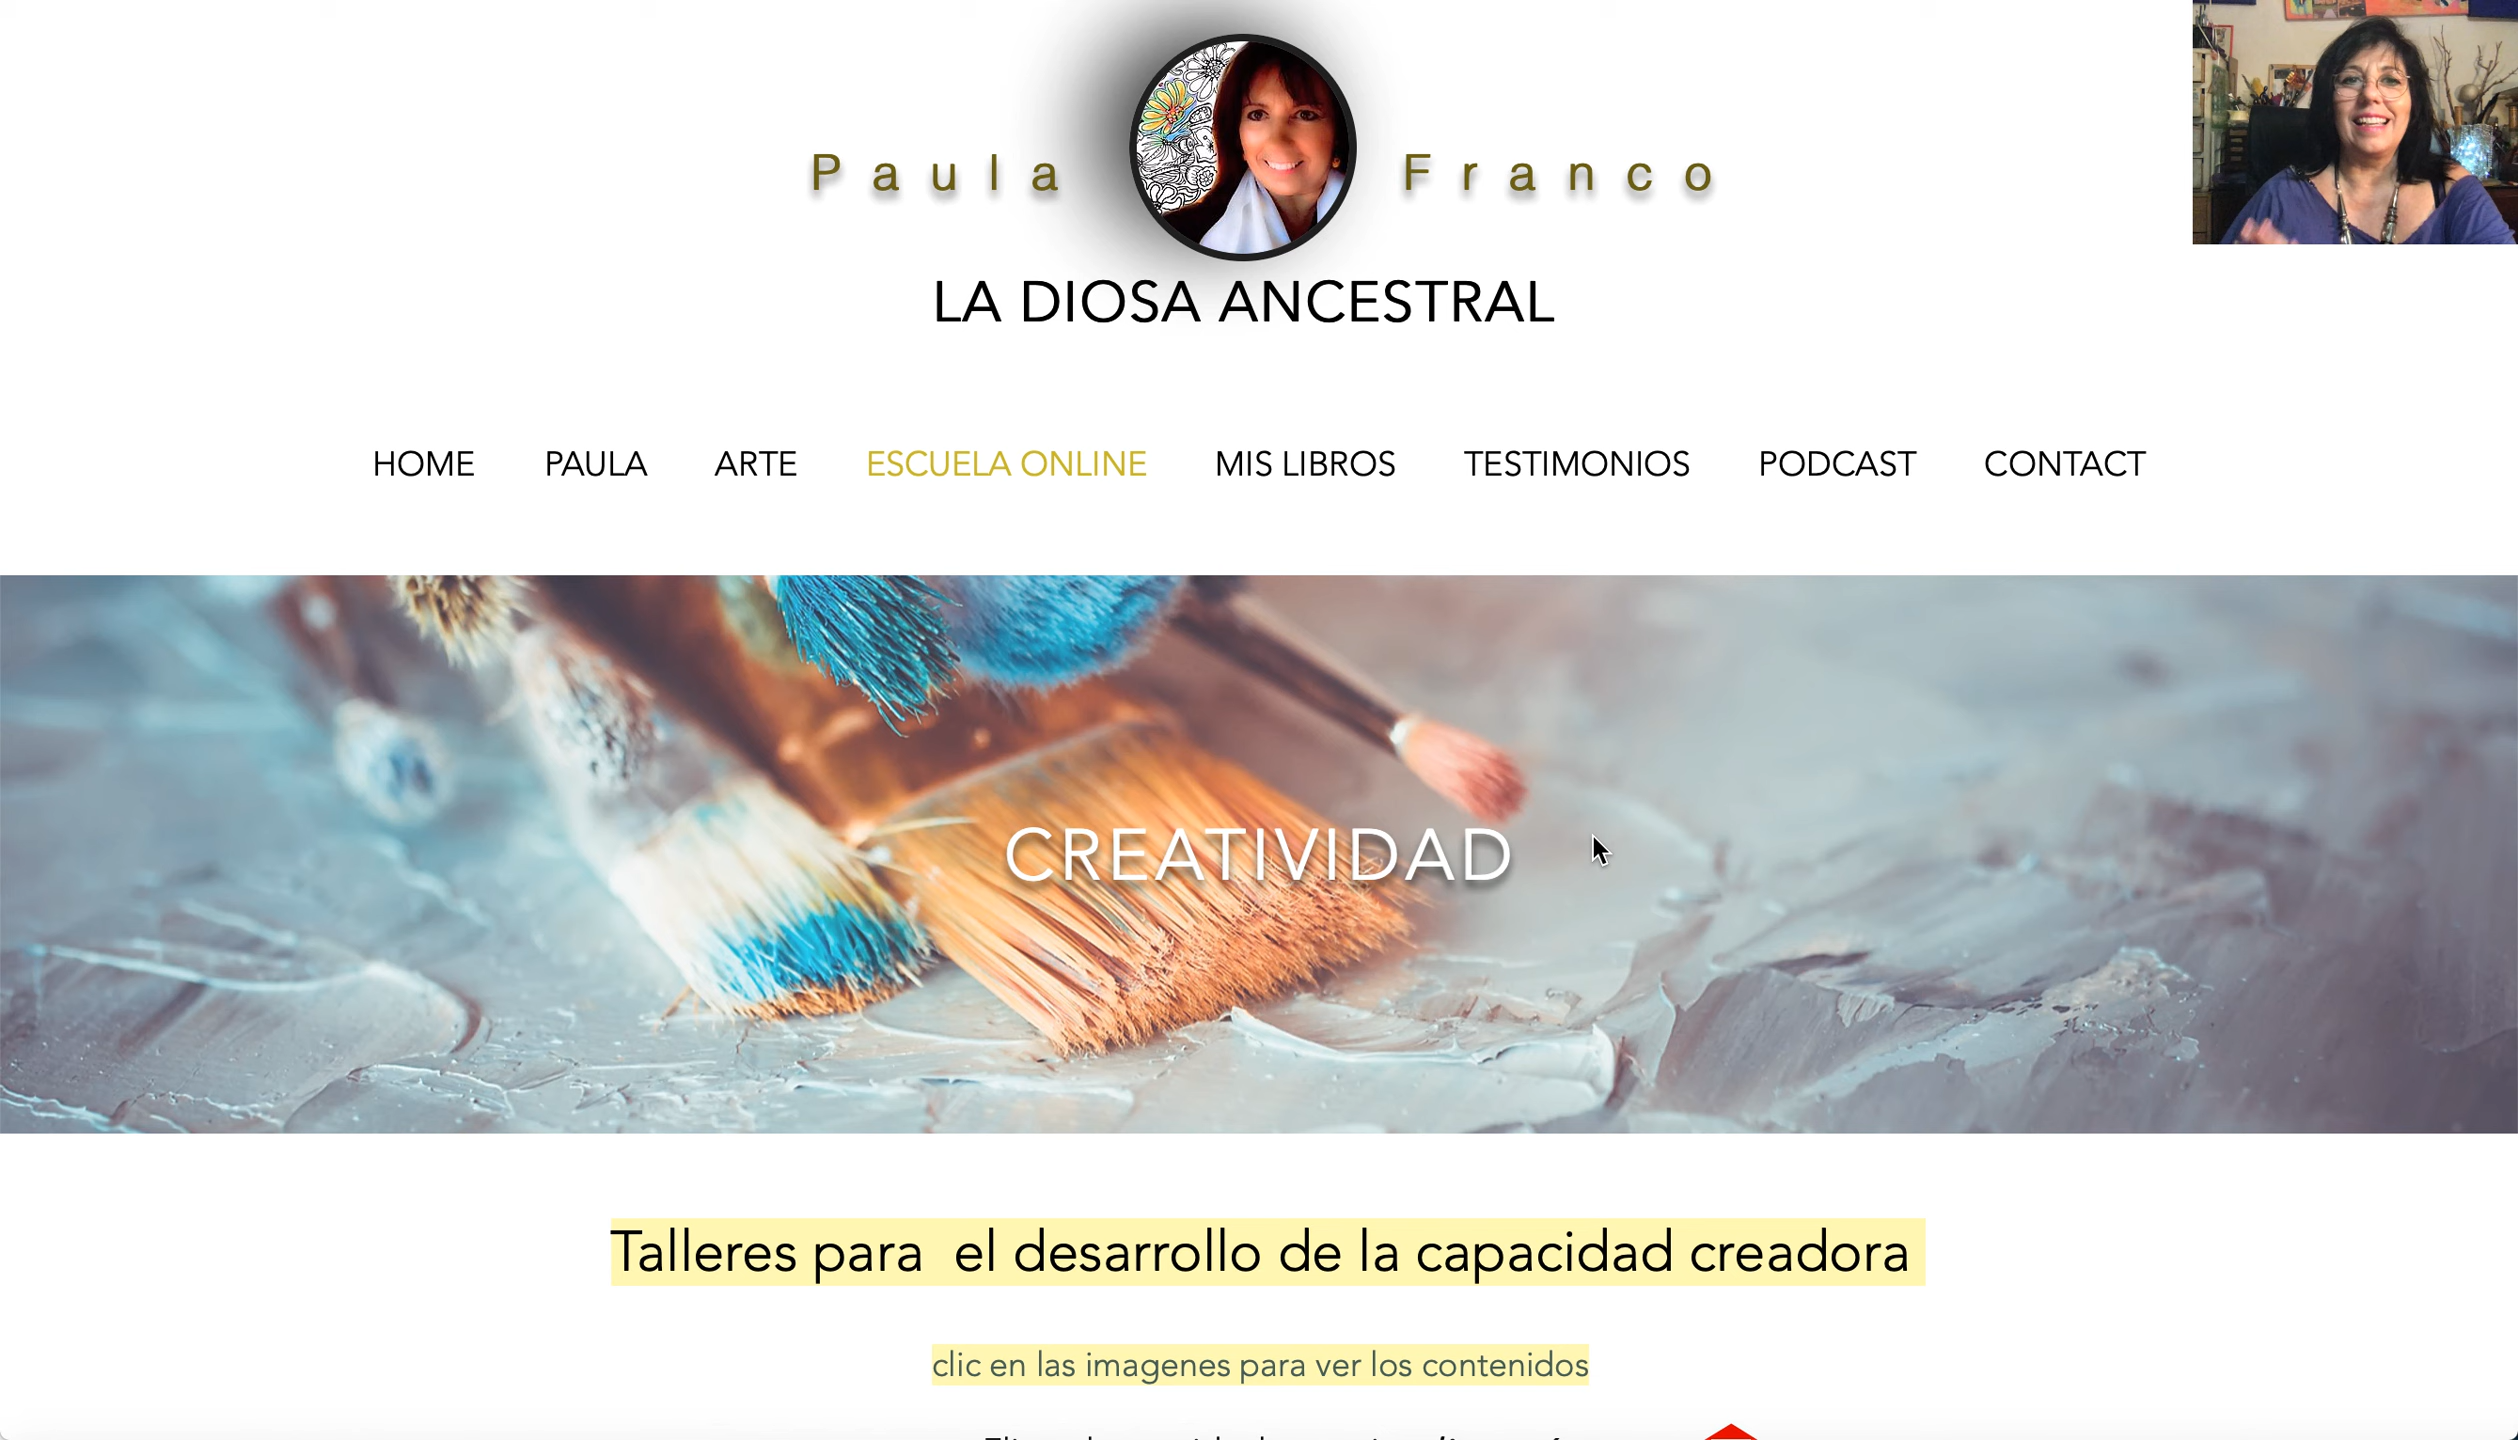 Paula Franco
LA DIOSA ANCESTRAL
HOME PAULA ARTE ESCUELA ONLINE MIS LIBROS TESTIMONIOS PODCAST CONTACT
CREATIVIDAD
Talleres para el desarrollo de la capacidad creadora
clic en las imagenes para ver los contenidos